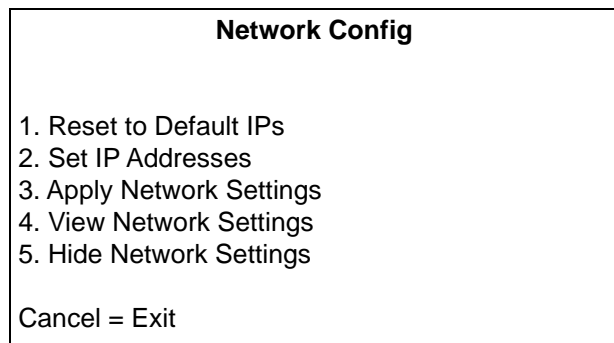 Network Config
1. Reset to Default IPs
2. Set IP Addresses
3. Apply Network Settings
4. View Network Settings
5. Hide Network Settings
Cancel = Exit